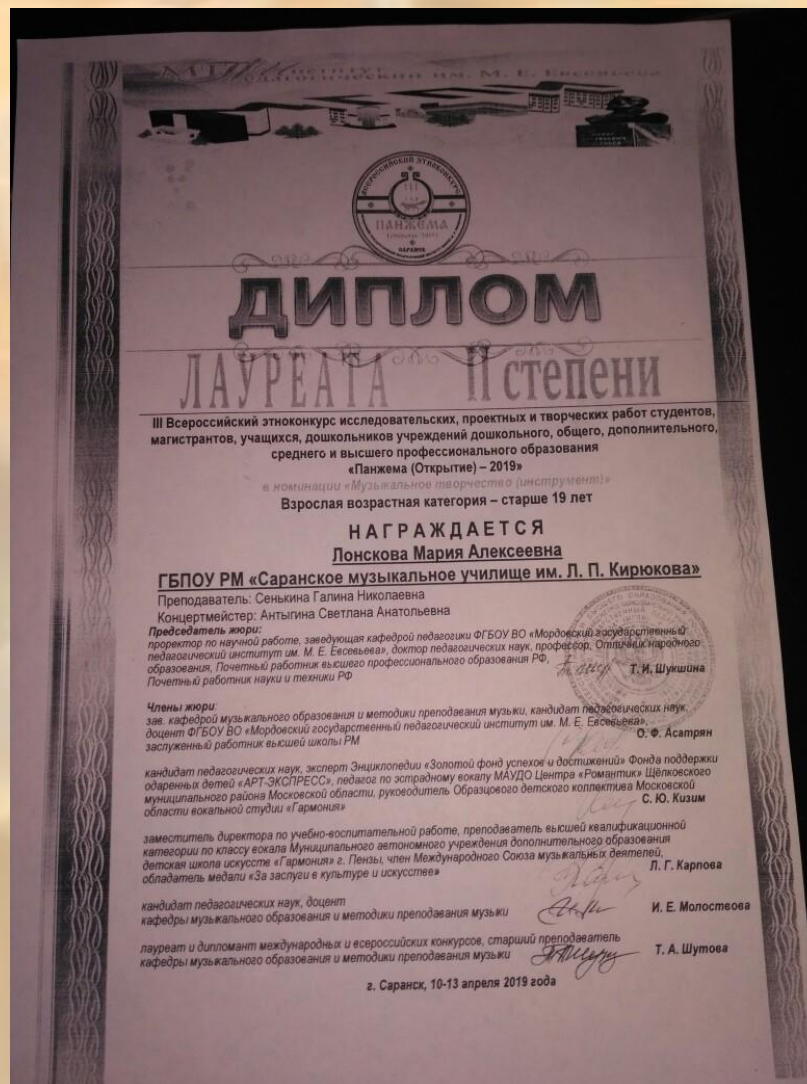 педагогический им. М. Е. Евсевьева
ВСЕРОССИЙСКИЙ ЭТНОКОНКУРС
III
ПАНЖЕМА
САРАНСК
ДИПЛОМ
ЛАУРЕАТА II степени
III Всероссийский этноконкурс исследовательских, проектных и творческих работ студентов,
магистрантов, учащихся, дошкольников учреждений дошкольного, общего, дополнительного,
среднего и высшего профессионального образования
«Панжема (Открытие) – 2019»
в номинации «Музыкальное творчество (инструмент)»
Взрослая возрастная категория – старше 19 лет
НАГРАЖДАЕТСЯ
Лонскова Мария Алексеевна
ГБПОУ РМ «Саранское музыкальное училище им. Л. П. Кирюкова»
Преподаватель: Сенькина Галина Николаевна
Концертмейстер: Антыгина Светлана Анатольевна
Председатель жюри:
проректор по научной работе, заведующая кафедрой педагогики ФГБОУ ВО «Мордовский государственный
педагогический институт им. М. Е. Евсевьева», доктор педагогических наук, профессор, Отличник народного
образования, Почетный работник высшего профессионального образования РФ,
Почетный работник науки и техники РФ Т. И. Шукшина
Члены жюри:
зав. кафедрой музыкального образования и методики преподавания музыки, кандидат педагогических наук,
доцент ФГБОУ ВО «Мордовский государственный педагогический институт им. М. Е. Евсевьева»,
заслуженный работник высшей школы РМ О. Ф. Асатрян
кандидат педагогических наук, эксперт Энциклопедии «Золотой фонд успехов и достижений» Фонда поддержки
одаренных детей «АРТ-ЭКСПРЕСС», педагог по эстрадному вокалу МАУДО Центра «Романтик» Щёлковского
муниципального района Московской области, руководитель Образцового детского коллектива Московской
области вокальной студии «Гармония» С. Ю. Кизим
заместитель директора по учебно-воспитательной работе, преподаватель высшей квалификационной
категории по классу вокала Муниципального автономного учреждения дополнительного образования
детская школа искусств «Гармония» г. Пензы, член Международного Союза музыкальных деятелей,
обладатель медали «За заслуги в культуре и искусстве» Л. Г. Карпова
кандидат педагогических наук, доцент
кафедры музыкального образования и методики преподавания музыки И. Е. Молоствова
лауреат и дипломант международных и всероссийских конкурсов, старший преподаватель
кафедры музыкального образования и методики преподавания музыки Т. А. Шутова
г. Саранск, 10-13 апреля 2019 года